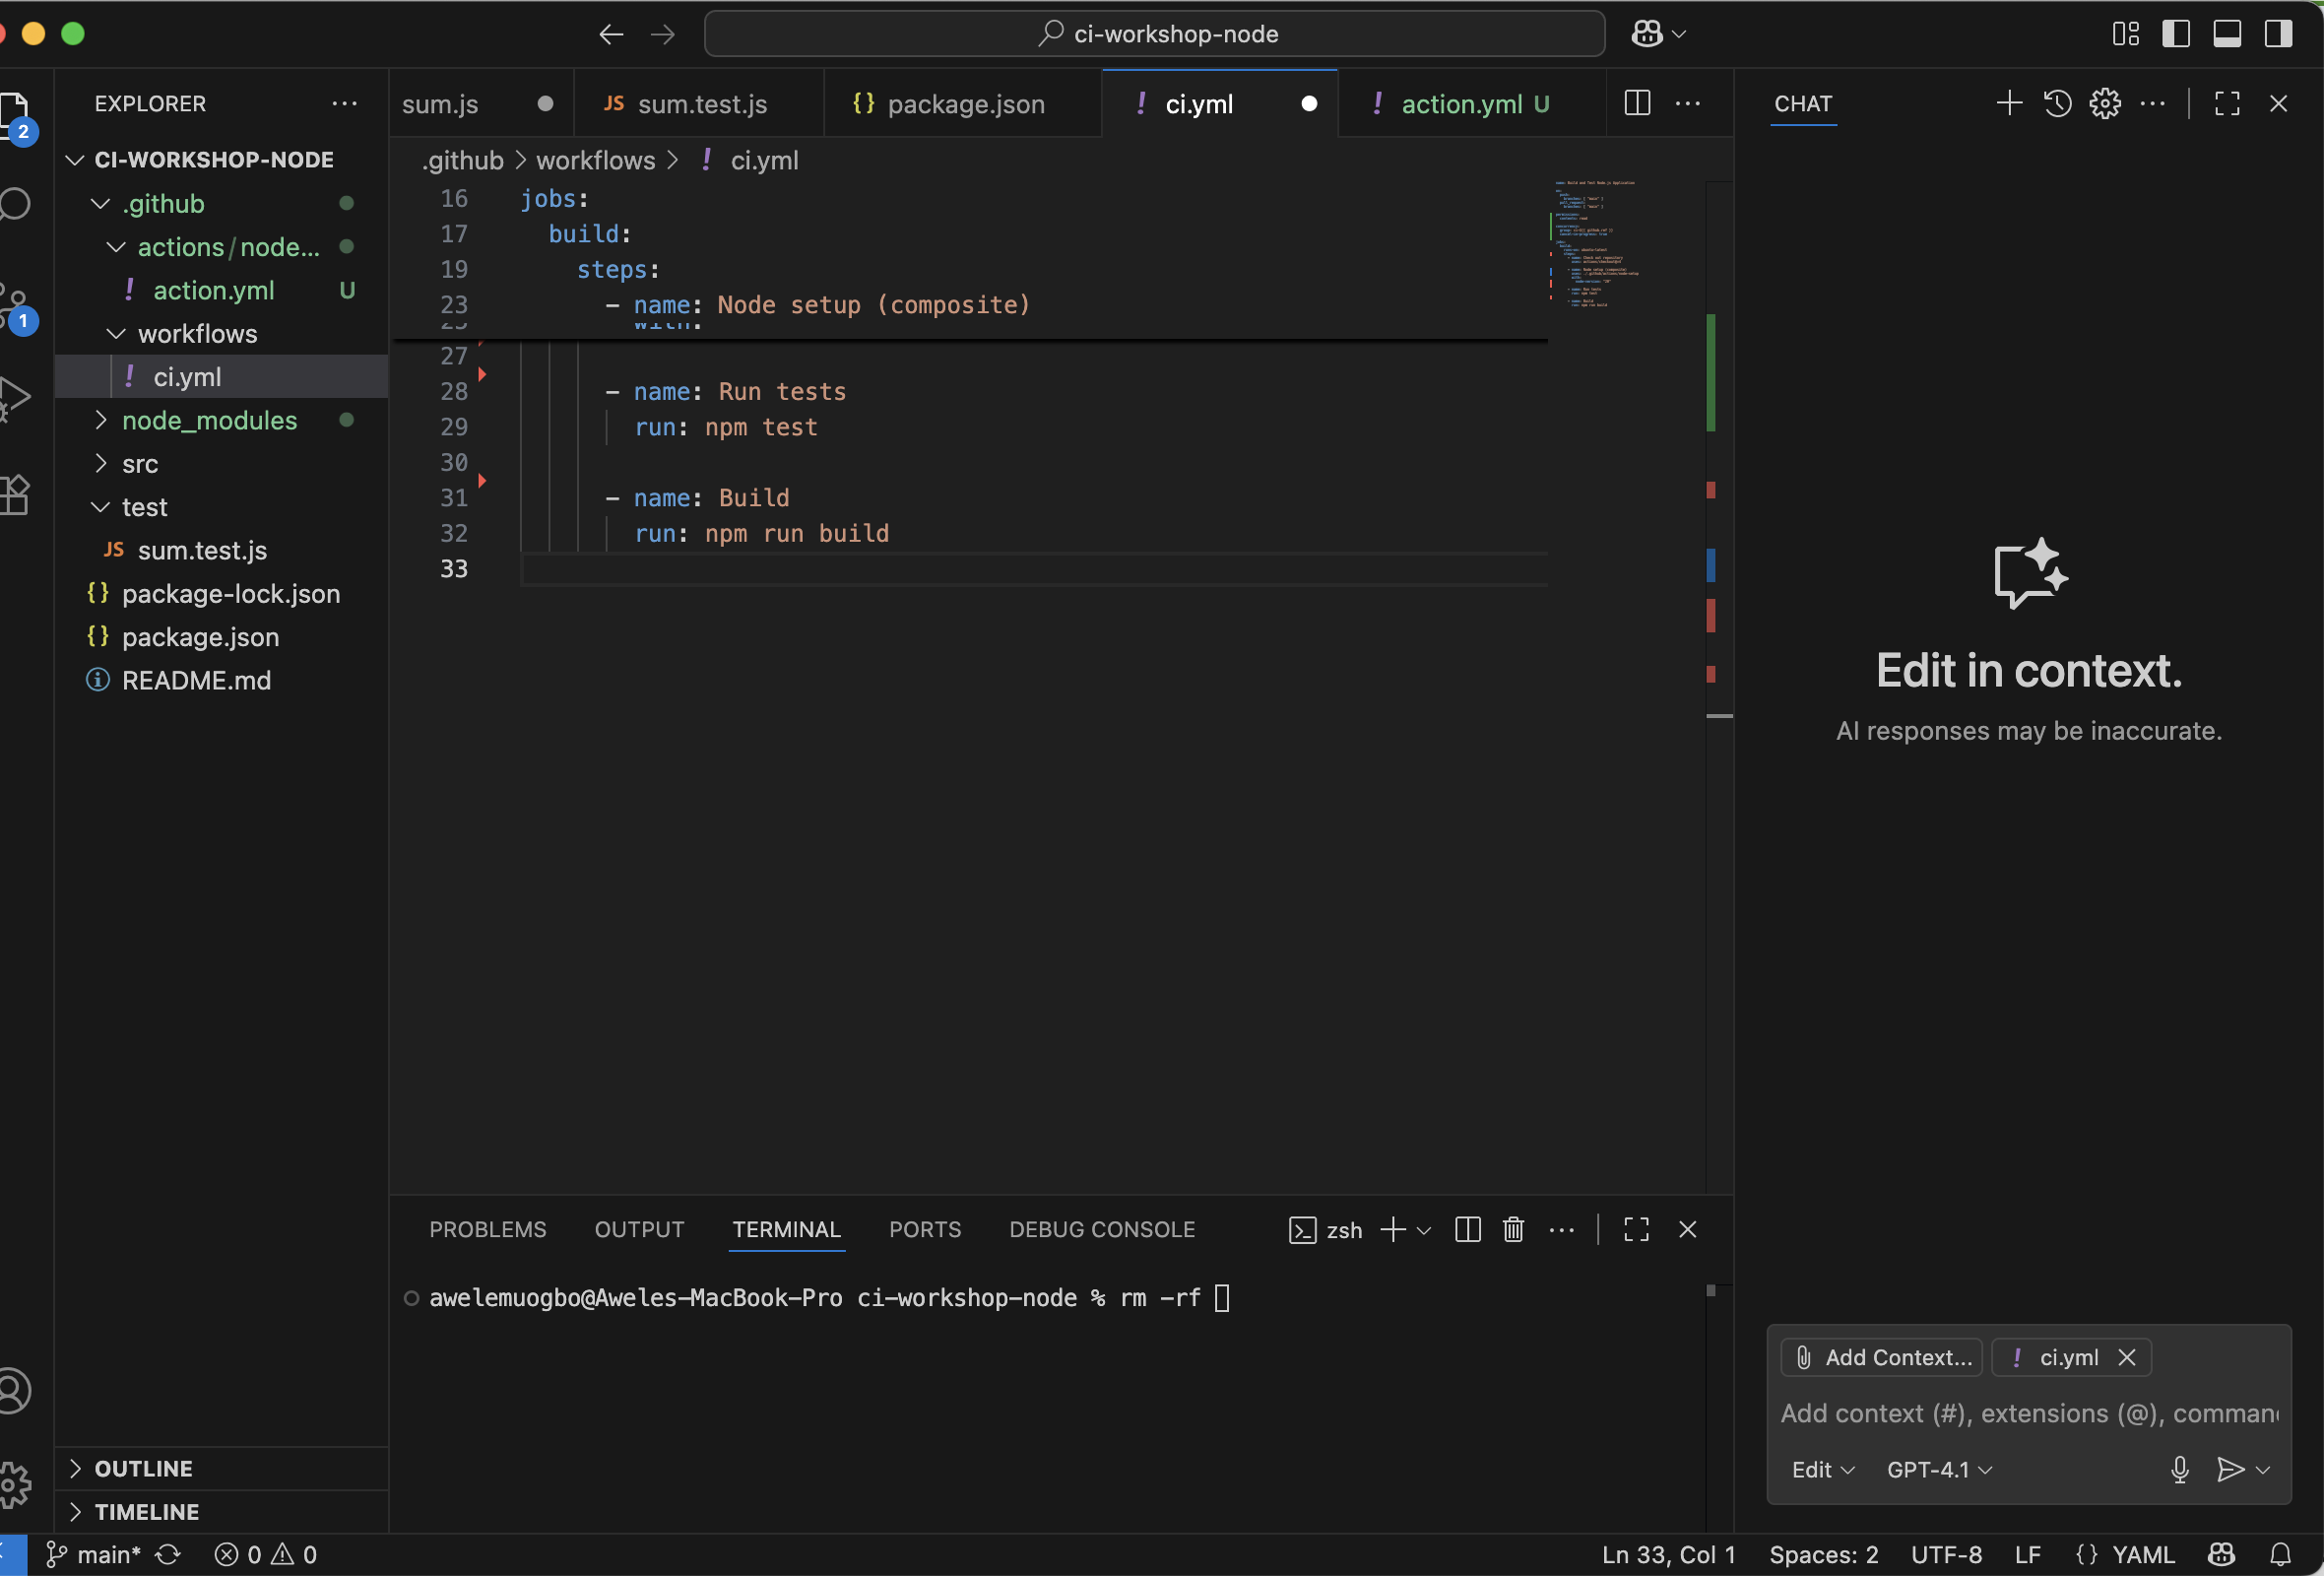 ci-workshop-node
EXPLORER
2
CI-WORKSHOP-NODE
.github
actions/node...
action.yml U
1
workflows
ci.yml
node_modules
src
test
JS sum.test.js
{} package-lock.json
{} package.json
README.md
OUTLINE
TIMELINE
sum.js
JS sum.test.js
{} package.json
! ci.yml
! action.yml U
.github > workflows > ! ci.yml
16 jobs:
17 build:
19 steps:
23 - name: Node setup (composite)
25 with:
27
28 - name: Run tests
29 run: npm test
30
31 - name: Build
32 run: npm run build
33
PROBLEMS OUTPUT TERMINAL PORTS DEBUG CONSOLE
zsh
awelemuogbo@Aweles-MacBook-Pro ci-workshop-node % rm -rf
CHAT
Edit in context.
AI responses may be inaccurate.
Add Context...
! ci.yml
Add context (#), extensions (@), comman
Edit GPT-4.1
main* 0 0
Ln 33, Col 1 Spaces: 2 UTF-8 LF {} YAML